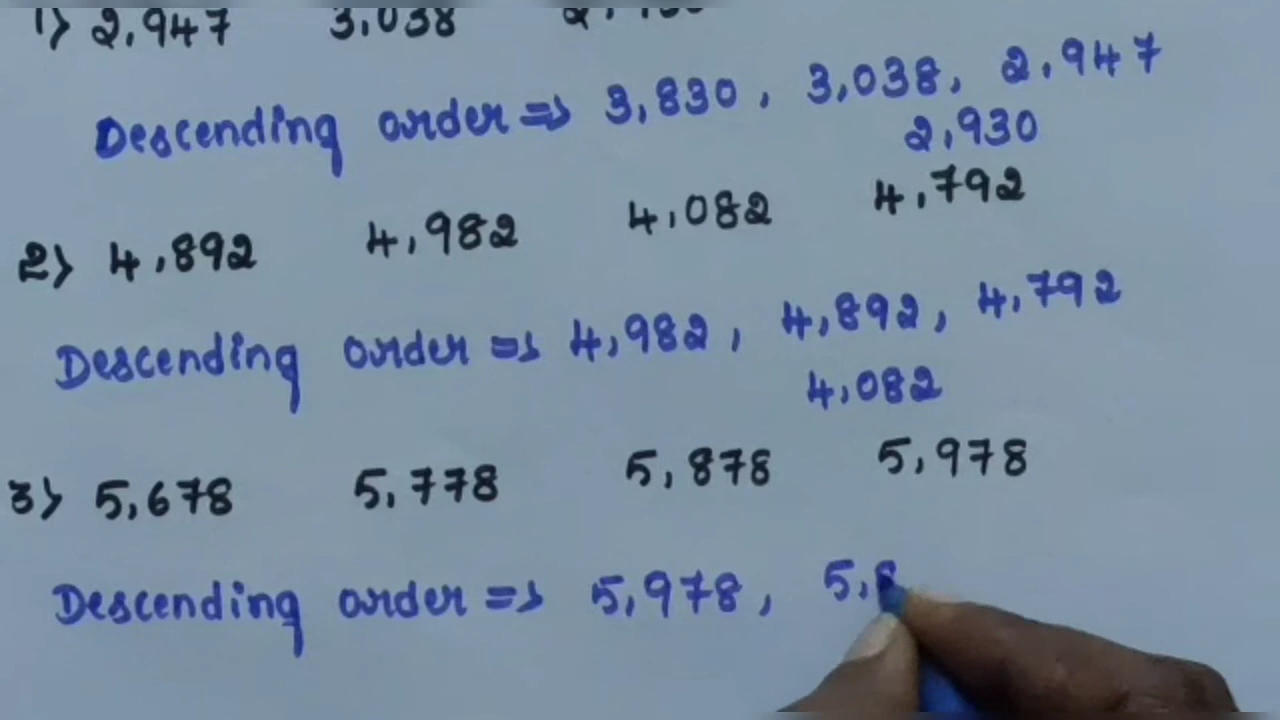 1) 2,947 3,038
Descending order => 3,830, 3,038, 2,947
2,930
2) 4,892 4,982 4,082 4,792
Descending order => 4,982, 4,892, 4,792
4,082
3) 5,678 5,778 5,878 5,978
Descending order => 5,978, 5,8